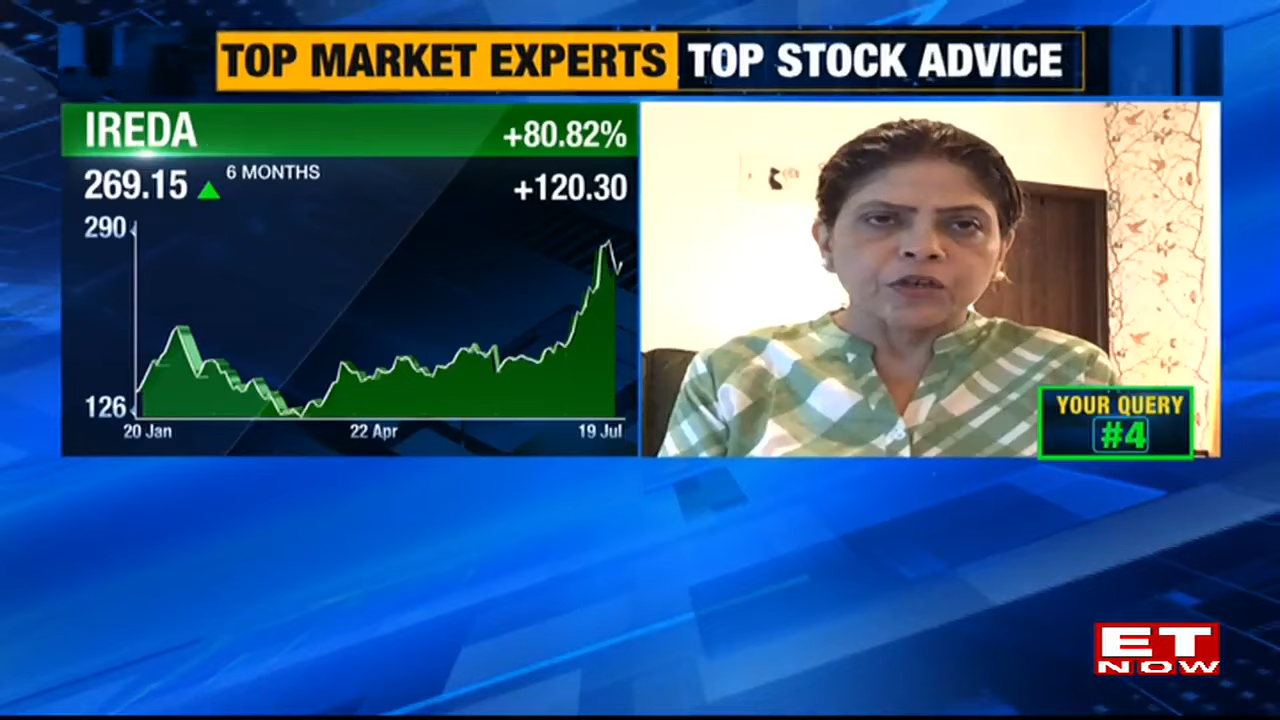 TOP MARKET EXPERTS TOP STOCK ADVICE
IREDA +80.82%
269.15 6 MONTHS +120.30
290
126
20 Jan 22 Apr 19 Jul
YOUR QUERY
#4
ET
NOW